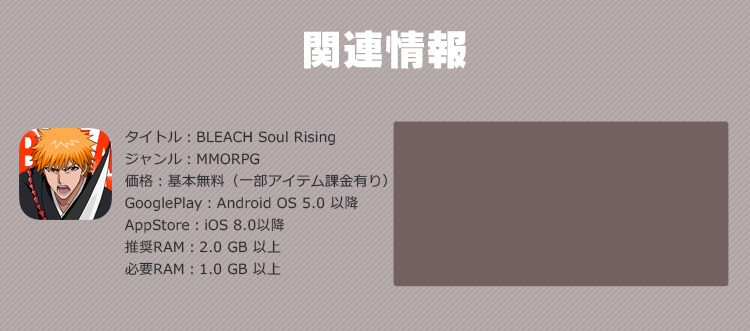 関連情報
タイトル：BLEACH Soul Rising
ジャンル：MMORPG
価格：基本無料（一部アイテム課金有り）
GooglePlay：Android OS 5.0 以降
AppStore：iOS 8.0以降
推奨RAM：2.0 GB 以上
必要RAM：1.0 GB 以上